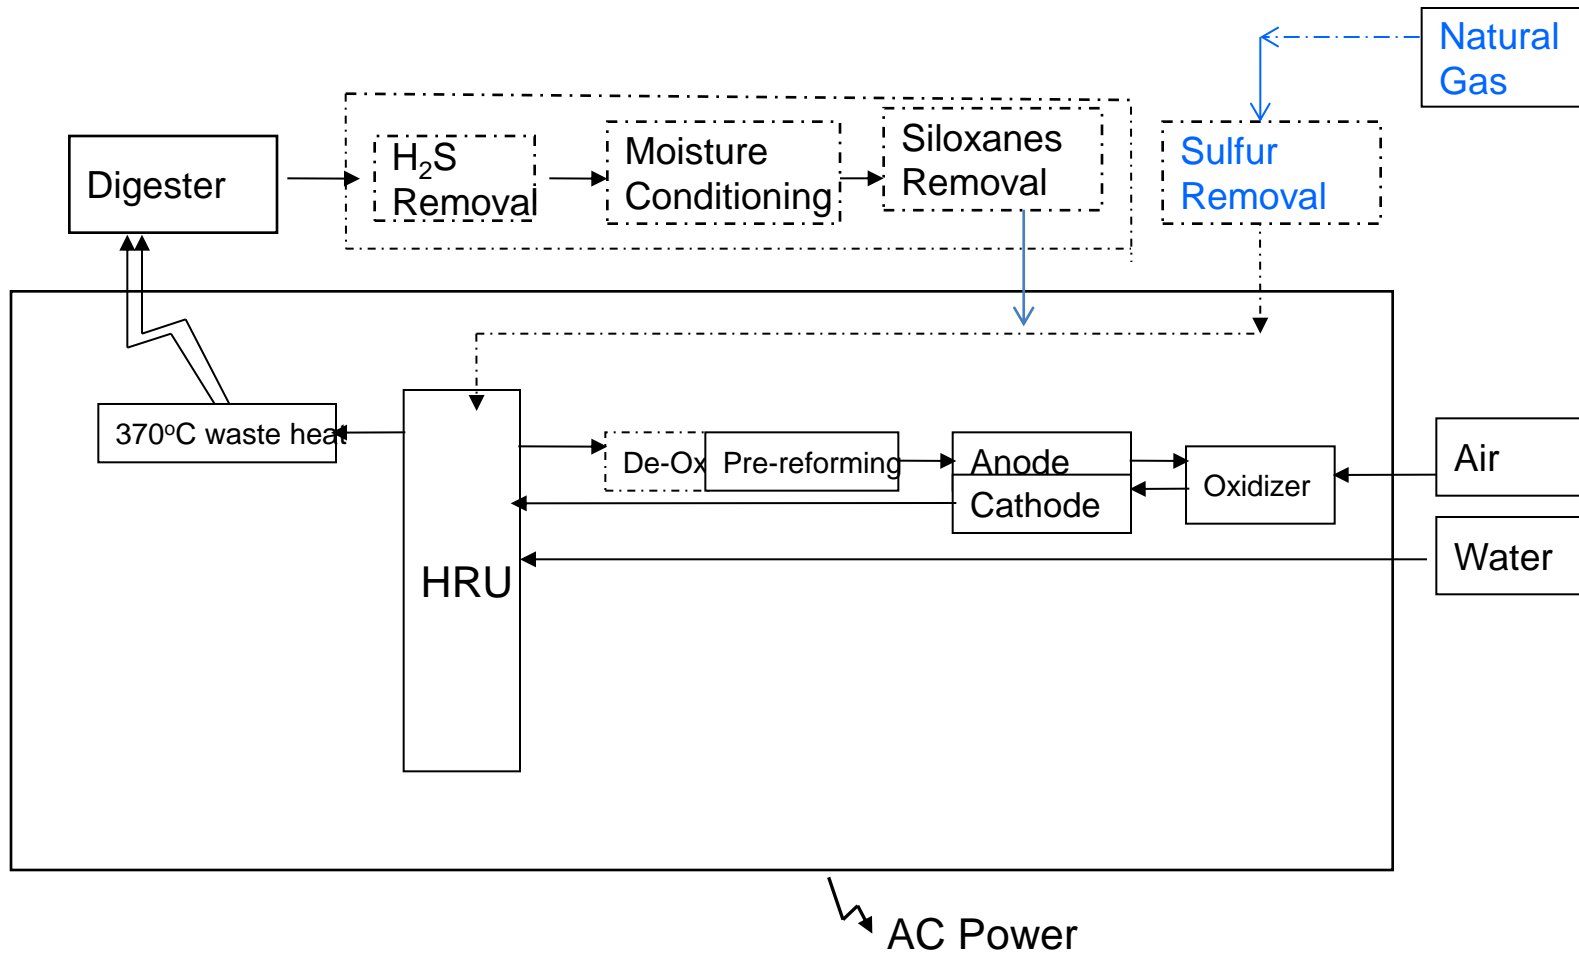 Natural
Gas
H₂S
Removal
Moisture
Conditioning
Siloxanes
Removal
Sulfur
Removal
Digester
370ºC waste heat
De-Ox
Pre-reforming
Anode
Cathode
Oxidizer
Air
Water
HRU
AC Power